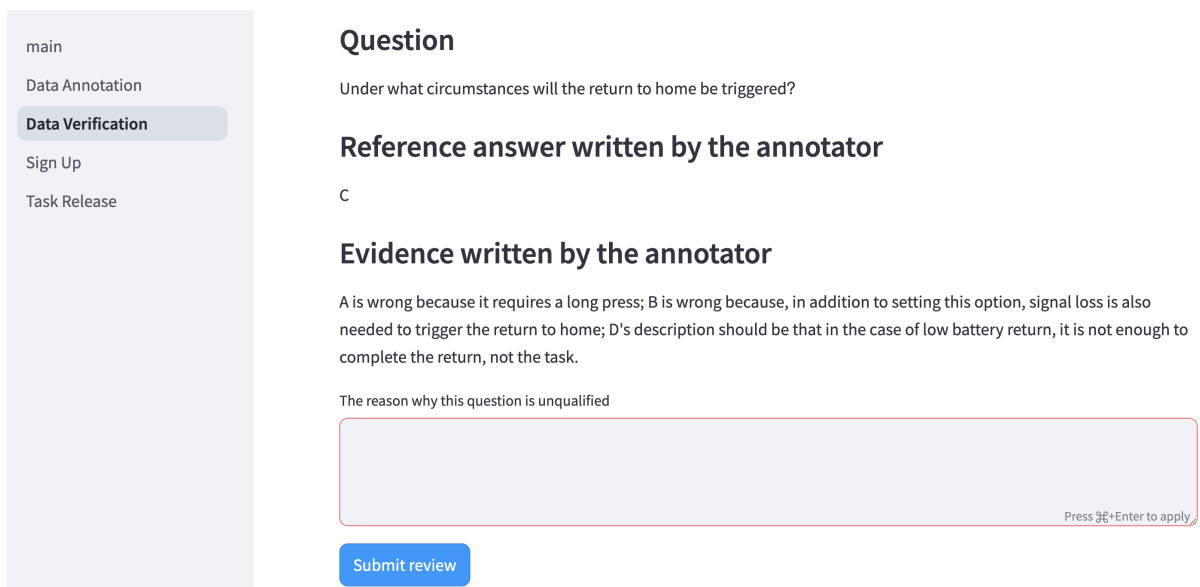 main
Data Annotation
Data Verification
Sign Up
Task Release
Question
Under what circumstances will the return to home be triggered?
Reference answer written by the annotator
C
Evidence written by the annotator
A is wrong because it requires a long press; B is wrong because, in addition to setting this option, signal loss is also
needed to trigger the return to home; D's description should be that in the case of low battery return, it is not enough to
complete the return, not the task.
The reason why this question is unqualified
Press ⌘+Enter to apply
Submit review